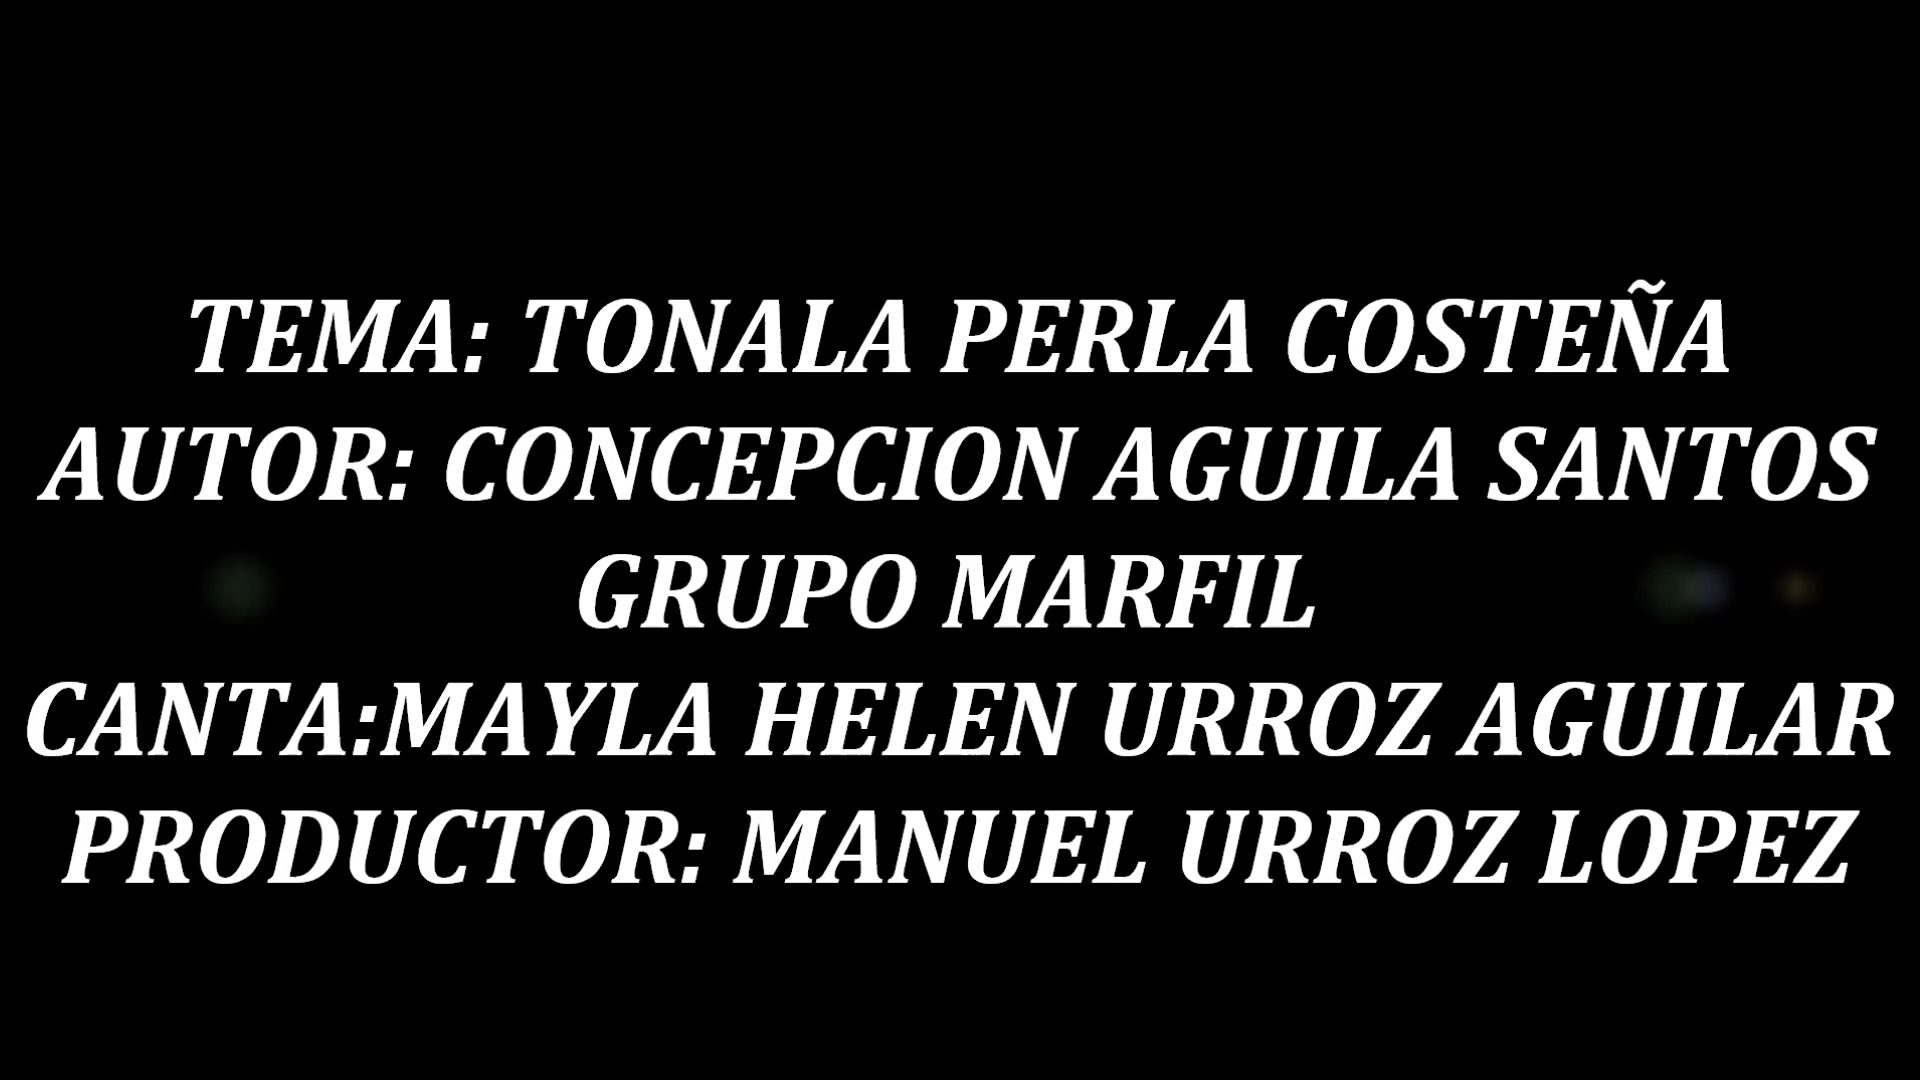 TEMA: TONALA PERLA COSTEÑA
AUTOR: CONCEPCION AGUILA SANTOS
GRUPO MARFIL
CANTA:MAYLA HELEN URROZ AGUILAR
PRODUCTOR: MANUEL URROZ LOPEZ